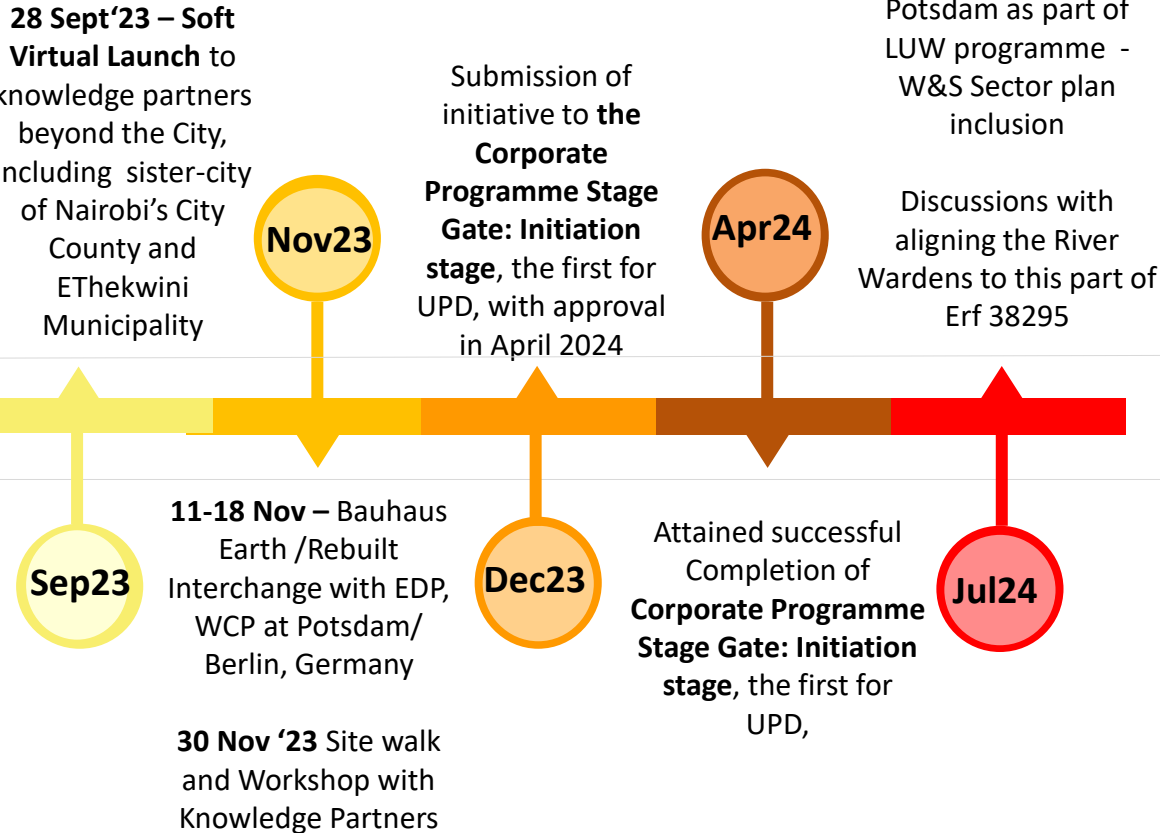 28 Sept‘23 – Soft
Virtual Launch to
knowledge partners
beyond the City,
including sister-city
of Nairobi’s City
County and
EThekwini
Municipality
Sep23
Nov23
11-18 Nov – Bauhaus
Earth /Rebuilt
Interchange with EDP,
WCP at Potsdam/
Berlin, Germany
30 Nov ‘23 Site walk
and Workshop with
Knowledge Partners
Submission of
initiative to the
Corporate
Programme Stage
Gate: Initiation
stage, the first for
UPD, with approval
in April 2024
Dec23
Apr24
Attained successful
Completion of
Corporate Programme
Stage Gate: Initiation
stage, the first for
UPD,
Potsdam as part of
LUW programme -
W&S Sector plan
inclusion
Discussions with
aligning the River
Wardens to this part of
Erf 38295
Jul24